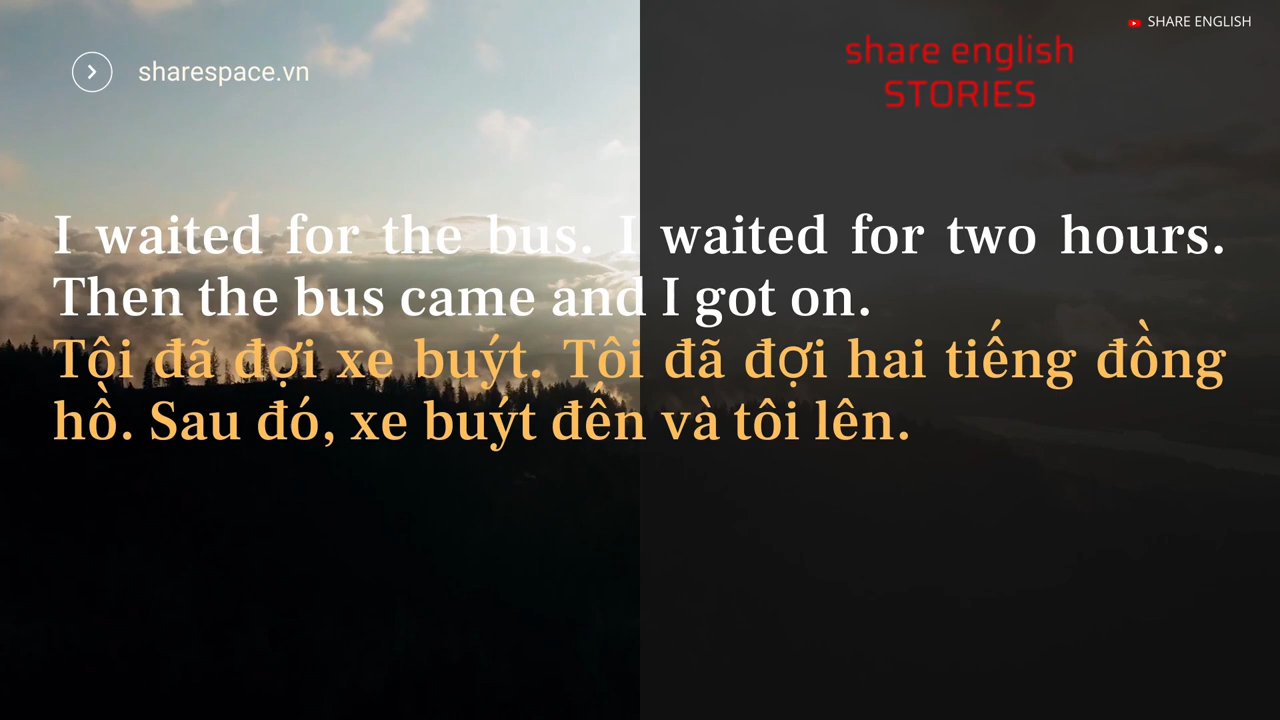 SHARE ENGLISH
share english
STORIES
sharespace.vn
I waited for the bus. I waited for two hours.
Then the bus came and I got on.
Tôi đã đợi xe buýt. Tôi đã đợi hai tiếng đồng
hồ. Sau đó, xe buýt đến và tôi lên.